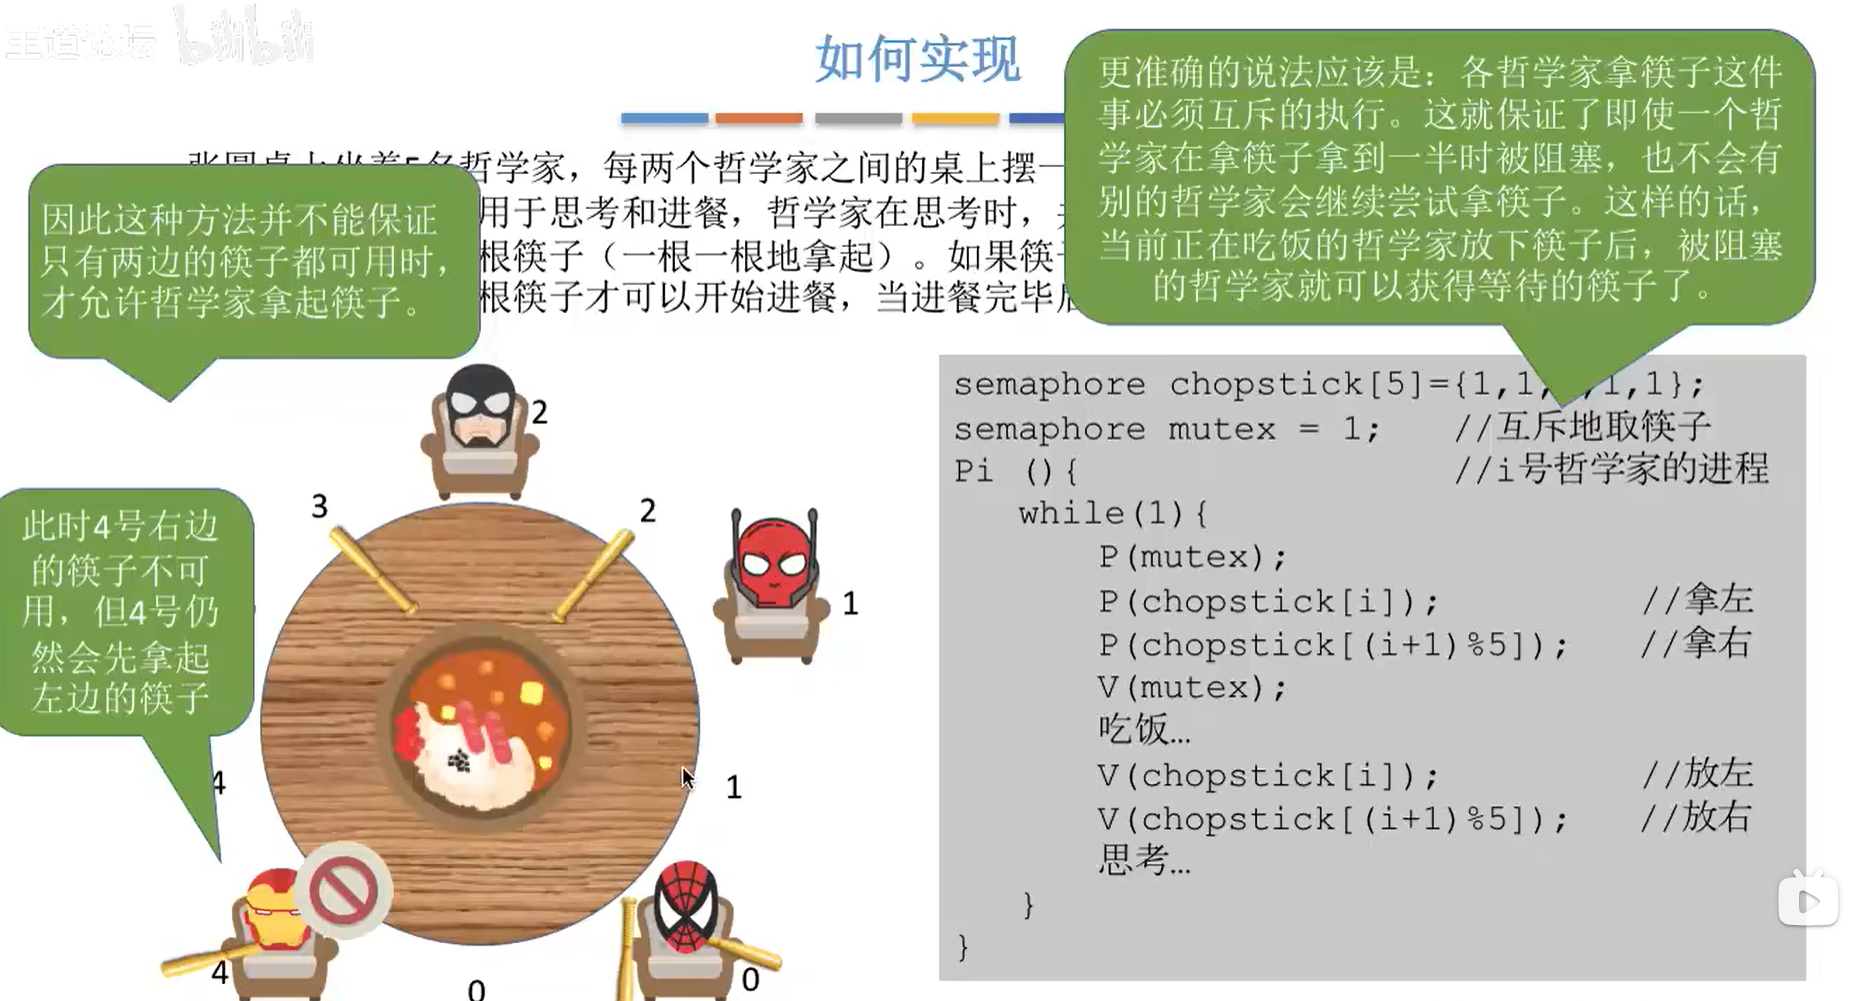 王道论坛 bilibili
如何实现
更准确的说法应该是：各哲学家拿筷子这件
事必须互斥的执行。这就保证了即使一个哲
学家在拿筷子拿到一半时被阻塞，也不会有
别的哲学家会继续尝试拿筷子。这样的话，
当前正在吃饭的哲学家放下筷子后，被阻塞
的哲学家就可以获得等待的筷子了。
名哲学家，每两个哲学家之间的桌上摆一
用于思考和进餐，哲学家在思考时，
根筷子（一根一根地拿起）。如果筷
根筷子才可以开始进餐，当进餐完毕
因此这种方法并不能保证
只有两边的筷子都可用时，
才允许哲学家拿起筷子。
此时4号右边
的筷子不可
用，但4号仍
然会先拿起
左边的筷子
2
3
2
1
4
1
4
0
0
semaphore chopstick[5]={1,1, ,1,1};
semaphore mutex = 1; //互斥地取筷子
Pi (){ //i号哲学家的进程
while(1){
P(mutex);
P(chopstick[i]); //拿左
P(chopstick[(i+1)%5]); //拿右
V(mutex);
吃饭…
V(chopstick[i]); //放左
V(chopstick[(i+1)%5]); //放右
思考…
}
}